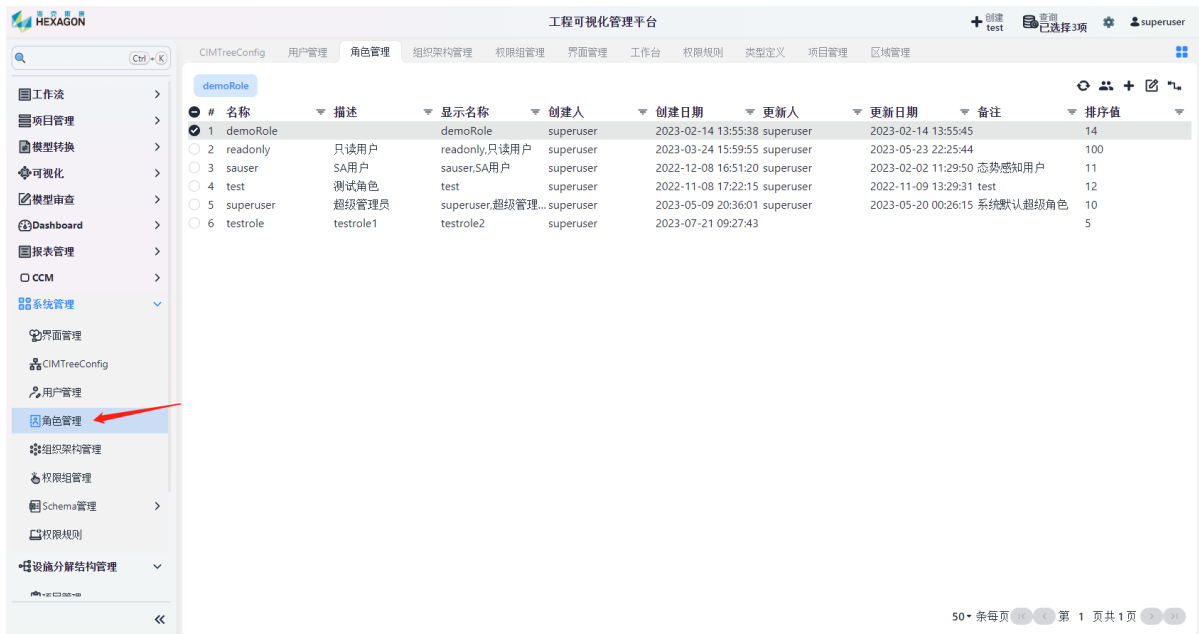 海克斯康
HEXAGON
工程可视化管理平台
创建
test
查询
已选择3项
superuser
Ctrl + K
CIMTreeConfig 用户管理 角色管理 组织架构管理 权限组管理 界面管理 工作台 权限规则 类型定义 项目管理 区域管理
工作流
项目管理
模型转换
可视化
模型审查
Dashboard
报表管理
CCM
系统管理
界面管理
CIMTreeConfig
用户管理
角色管理
组织架构管理
权限组管理
Schema管理
权限规则
设施分解结构管理
项目管理
demoRole
# 名称 描述 显示名称 创建人 创建日期 更新人 更新日期 备注 排序值
1 demoRole demoRole superuser 2023-02-14 13:55:38 superuser 2023-02-14 13:55:45 14
2 readonly 只读用户 readonly,只读用户 superuser 2023-03-24 15:59:55 superuser 2023-05-23 22:25:44 100
3 sauser SA用户 sauser,SA用户 superuser 2022-12-08 16:51:20 superuser 2023-02-02 11:29:50 态势感知用户 11
4 test 测试角色 test superuser 2022-11-08 17:22:15 superuser 2022-11-09 13:29:31 test 12
5 superuser 超级管理员 superuser,超级管理... superuser 2023-05-09 20:36:01 superuser 2023-05-20 00:26:15 系统默认超级角色 10
6 testrole testrole1 testrole2 superuser 2023-07-21 09:27:43 5
50 条每页 第 1 页共1页